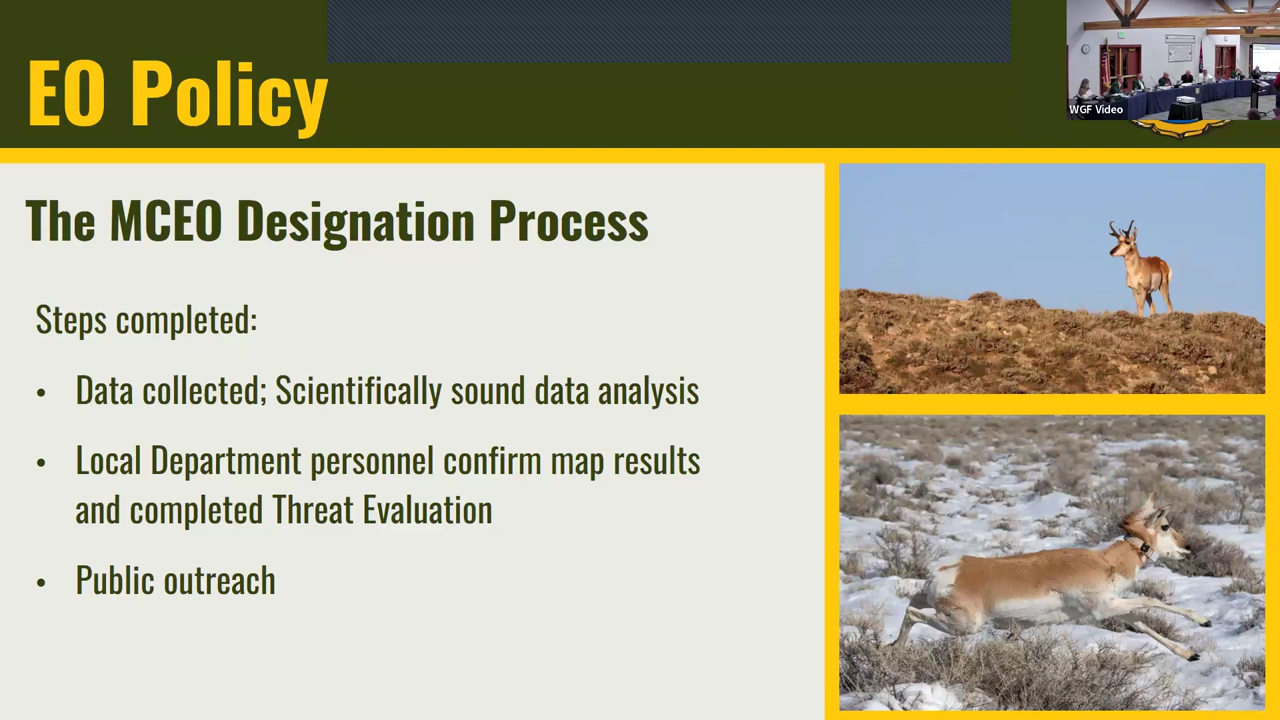 EO Policy
WGF Video
The MCEO Designation Process
Steps completed:
• Data collected; Scientifically sound data analysis
• Local Department personnel confirm map results
and completed Threat Evaluation
• Public outreach